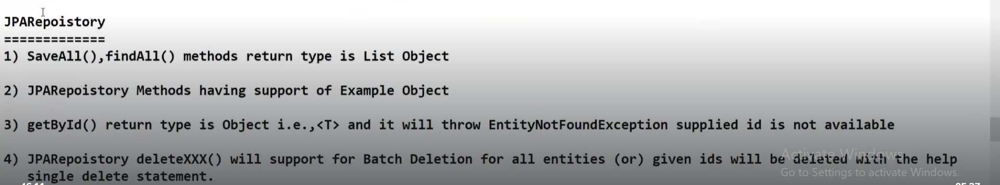 JPARepoistory
=============
1) SaveAll(),findAll() methods return type is List Object
2) JPARepoistory Methods having support of Example Object
3) getById() return type is Object i.e.,<T> and it will throw EntityNotFoundException supplied id is not available
4) JPARepoistory deleteXXX() will support for Batch Deletion for all entities (or) given ids will be deleted with the help
single delete statement.
Activate Windows
Go to Settings to activate Windows.